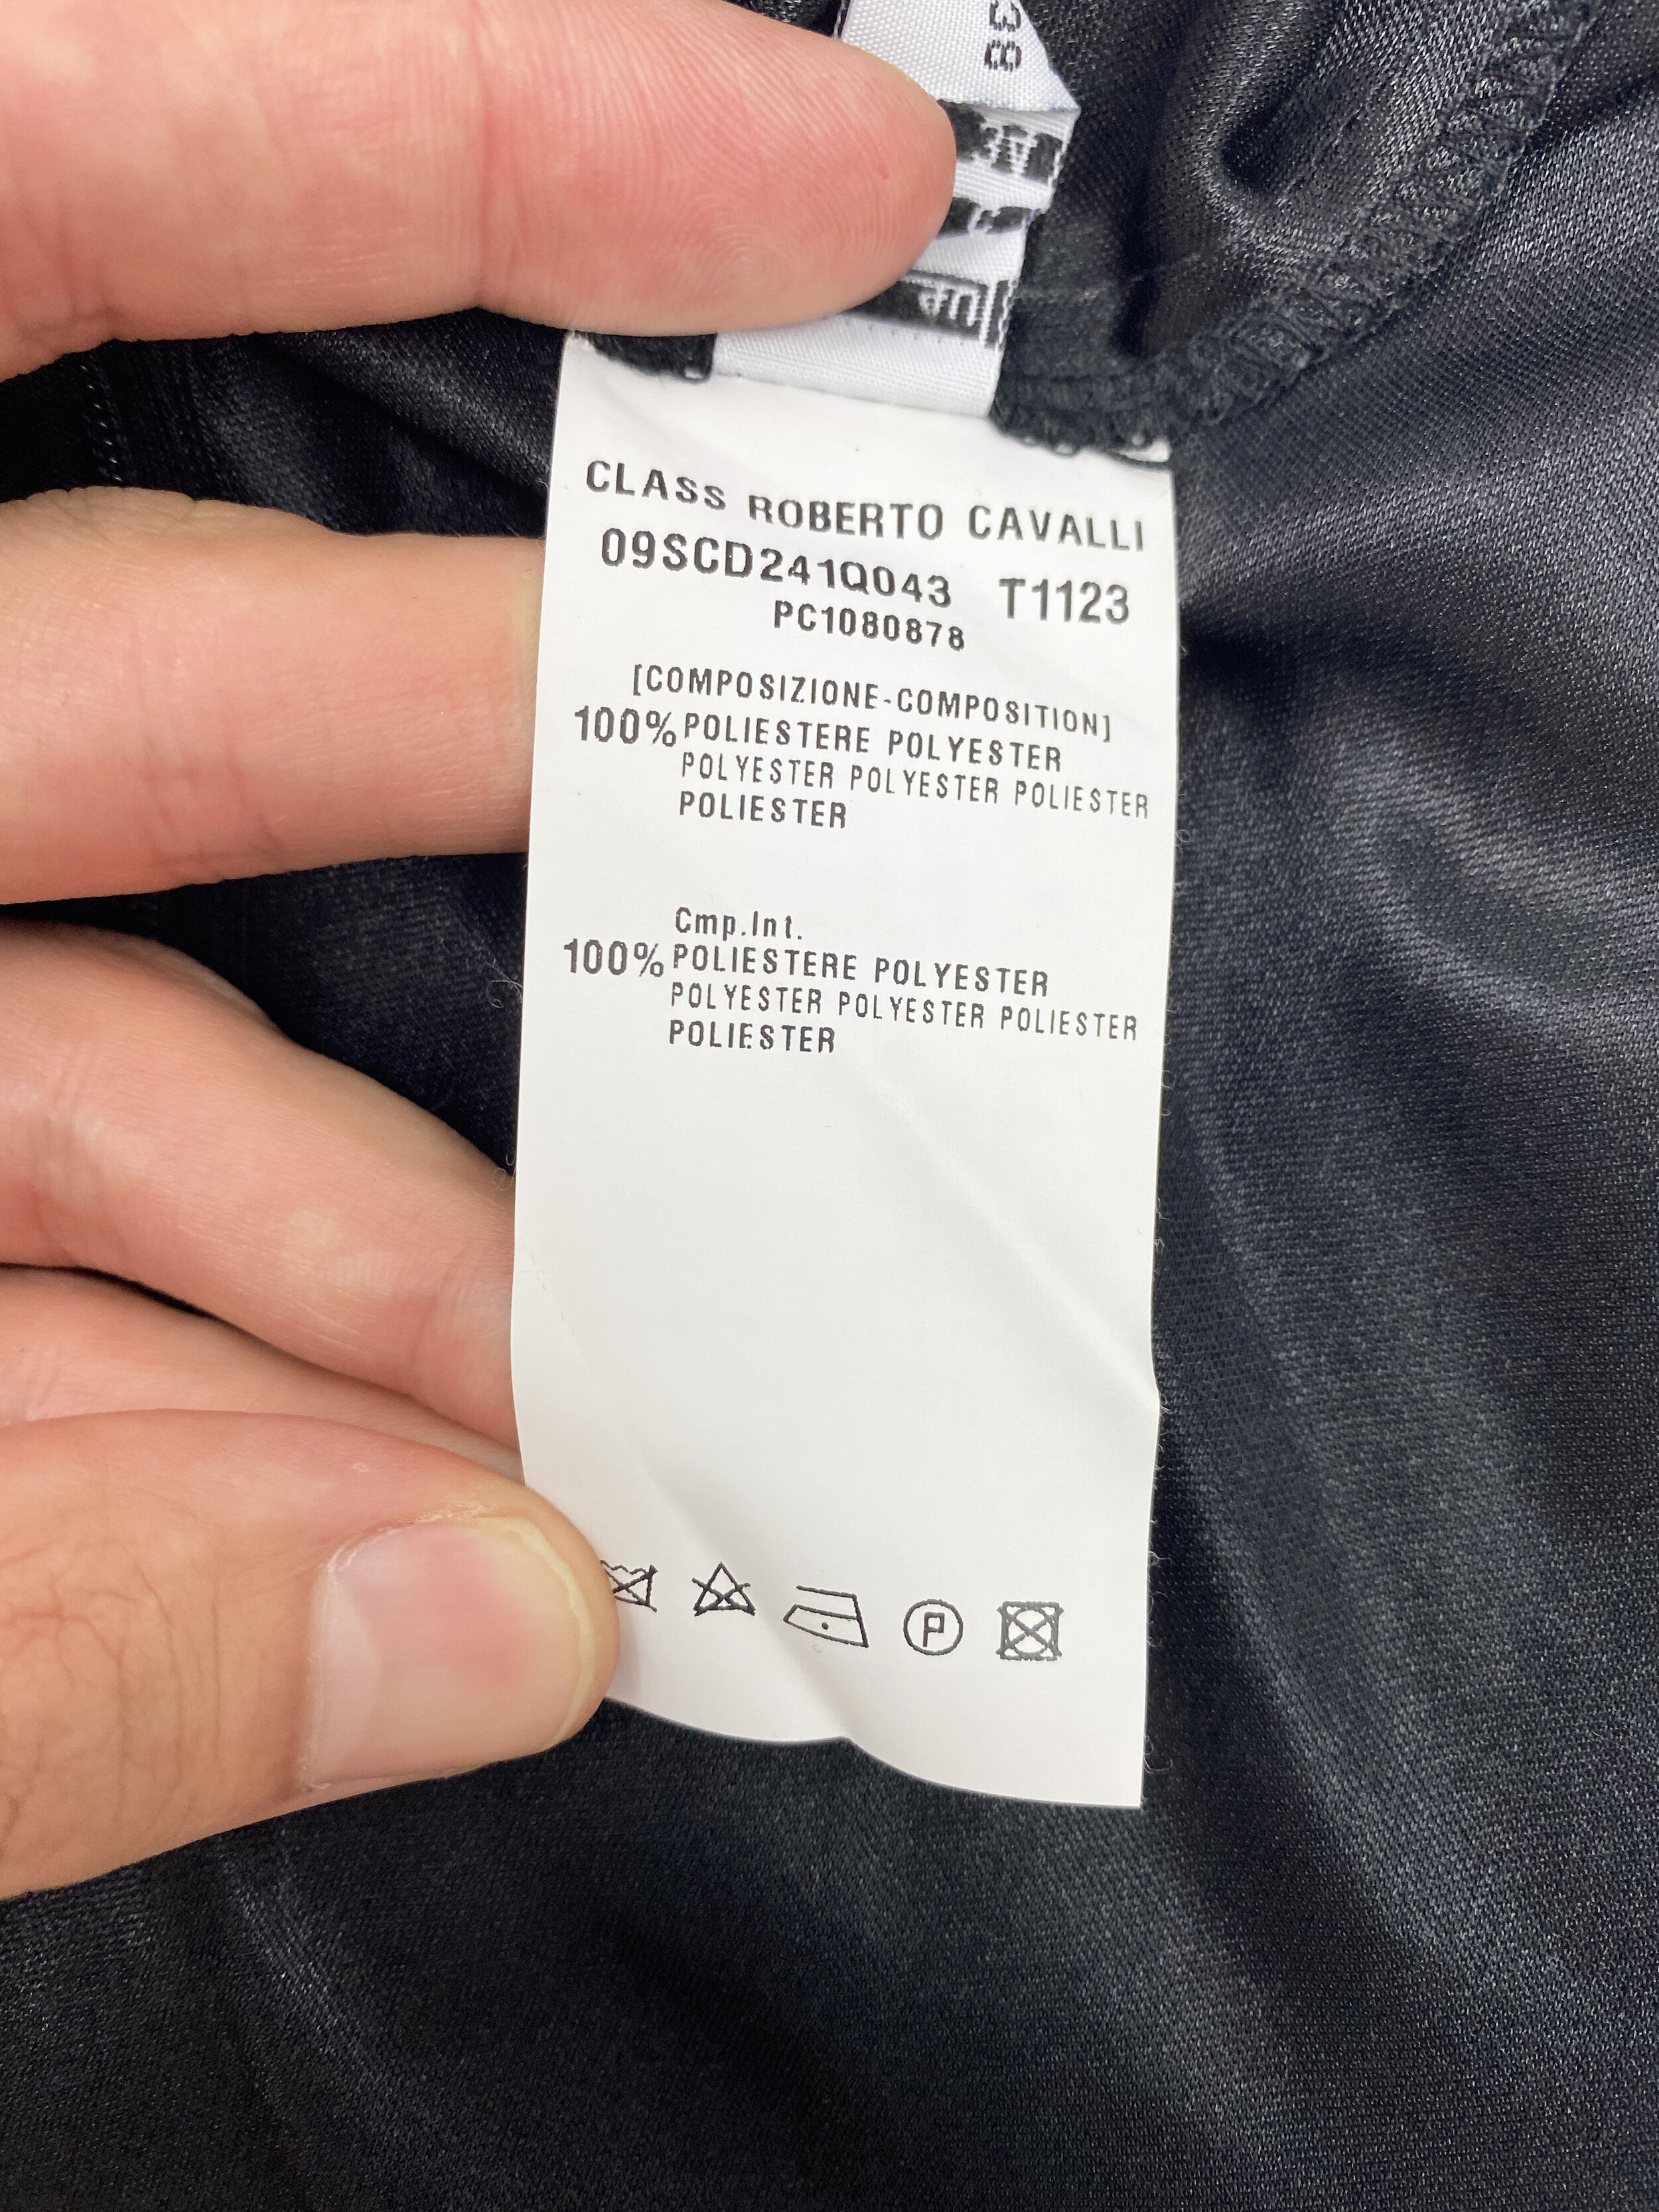 CLASS ROBERTO CAVALLI
09SCD241Q043 T1123
PC1080878
[COMPOSIZIONE-COMPOSITION]
100% POLIESTERE POLYESTER
POLYESTER POLYESTER POLIESTER
POLIESTER
Cmp.Int.
100% POLIESTERE POLYESTER
POLYESTER POLYESTER POLIESTER
POLIESTER
P